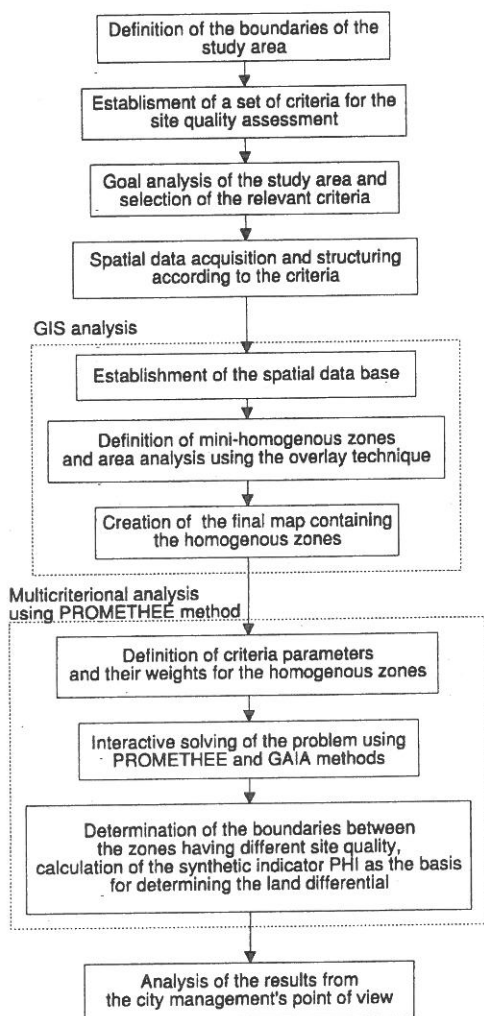 Definition of the boundaries of the
study area
Establisment of a set of criteria for the
site quality assessment
Goal analysis of the study area and
selection of the relevant criteria
Spatial data acquisition and structuring
according to the criteria
GIS analysis
Establishment of the spatial data base
Definition of mini-homogenous zones
and area analysis using the overlay technique
Creation of the final map containing
the homogenous zones
Multicriterional analysis
using PROMETHEE method
Definition of criteria parameters
and their weights for the homogenous zones
Interactive solving of the problem using
PROMETHEE and GAIA methods
Determination of the boundaries between
the zones having different site quality,
calculation of the synthetic indicator PHI as the basis
for determining the land differential
Analysis of the results from
the city management's point of view